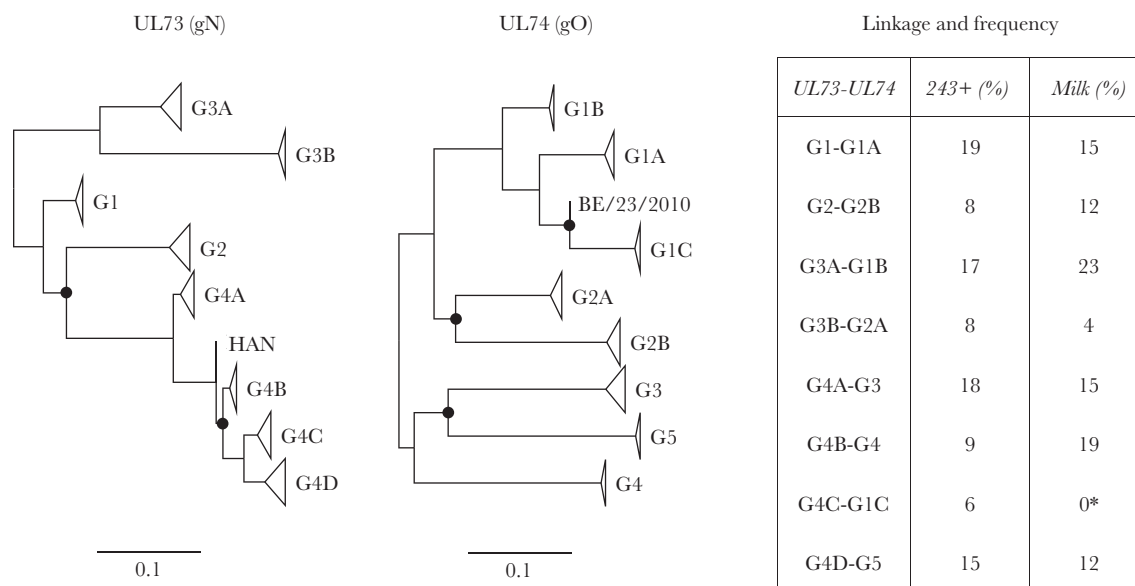 UL73 (gN)
G3A
G3B
G1
G2
G4A
HAN
G4B
G4C
G4D
0.1
UL74 (gO)
G1B
G1A
BE/23/2010
G1C
G2A
G2B
G3
G5
G4
0.1
Linkage and frequency
UL73-UL74 243+ (%) Milk (%)
G1-G1A 19 15
G2-G2B 8 12
G3A-G1B 17 23
G3B-G2A 8 4
G4A-G3 18 15
G4B-G4 9 19
G4C-G1C 6 0*
G4D-G5 15 12